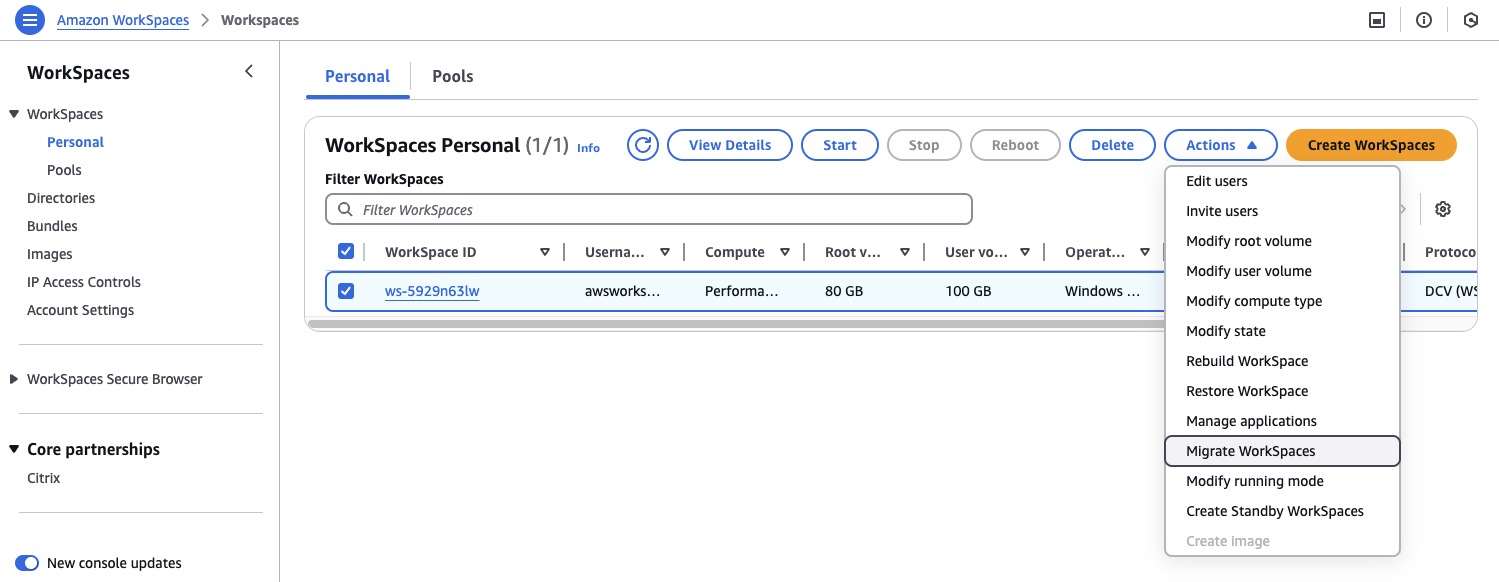 Amazon WorkSpaces > Workspaces
WorkSpaces
WorkSpaces
Personal
Pools
Directories
Bundles
Images
IP Access Controls
Account Settings
WorkSpaces Secure Browser
Core partnerships
Citrix
New console updates
Personal Pools
WorkSpaces Personal (1/1) Info View Details Start Stop Reboot Delete Actions Create WorkSpaces
Filter WorkSpaces
Filter WorkSpaces
WorkSpace ID Userna... Compute Root v... User vo... Operat... Protoco
ws-5929n63lw awsworks... Performa... 80 GB 100 GB Windows ... DCV (WS
Edit users
Invite users
Modify root volume
Modify user volume
Modify compute type
Modify state
Rebuild WorkSpace
Restore WorkSpace
Manage applications
Migrate WorkSpaces
Modify running mode
Create Standby WorkSpaces
Create image